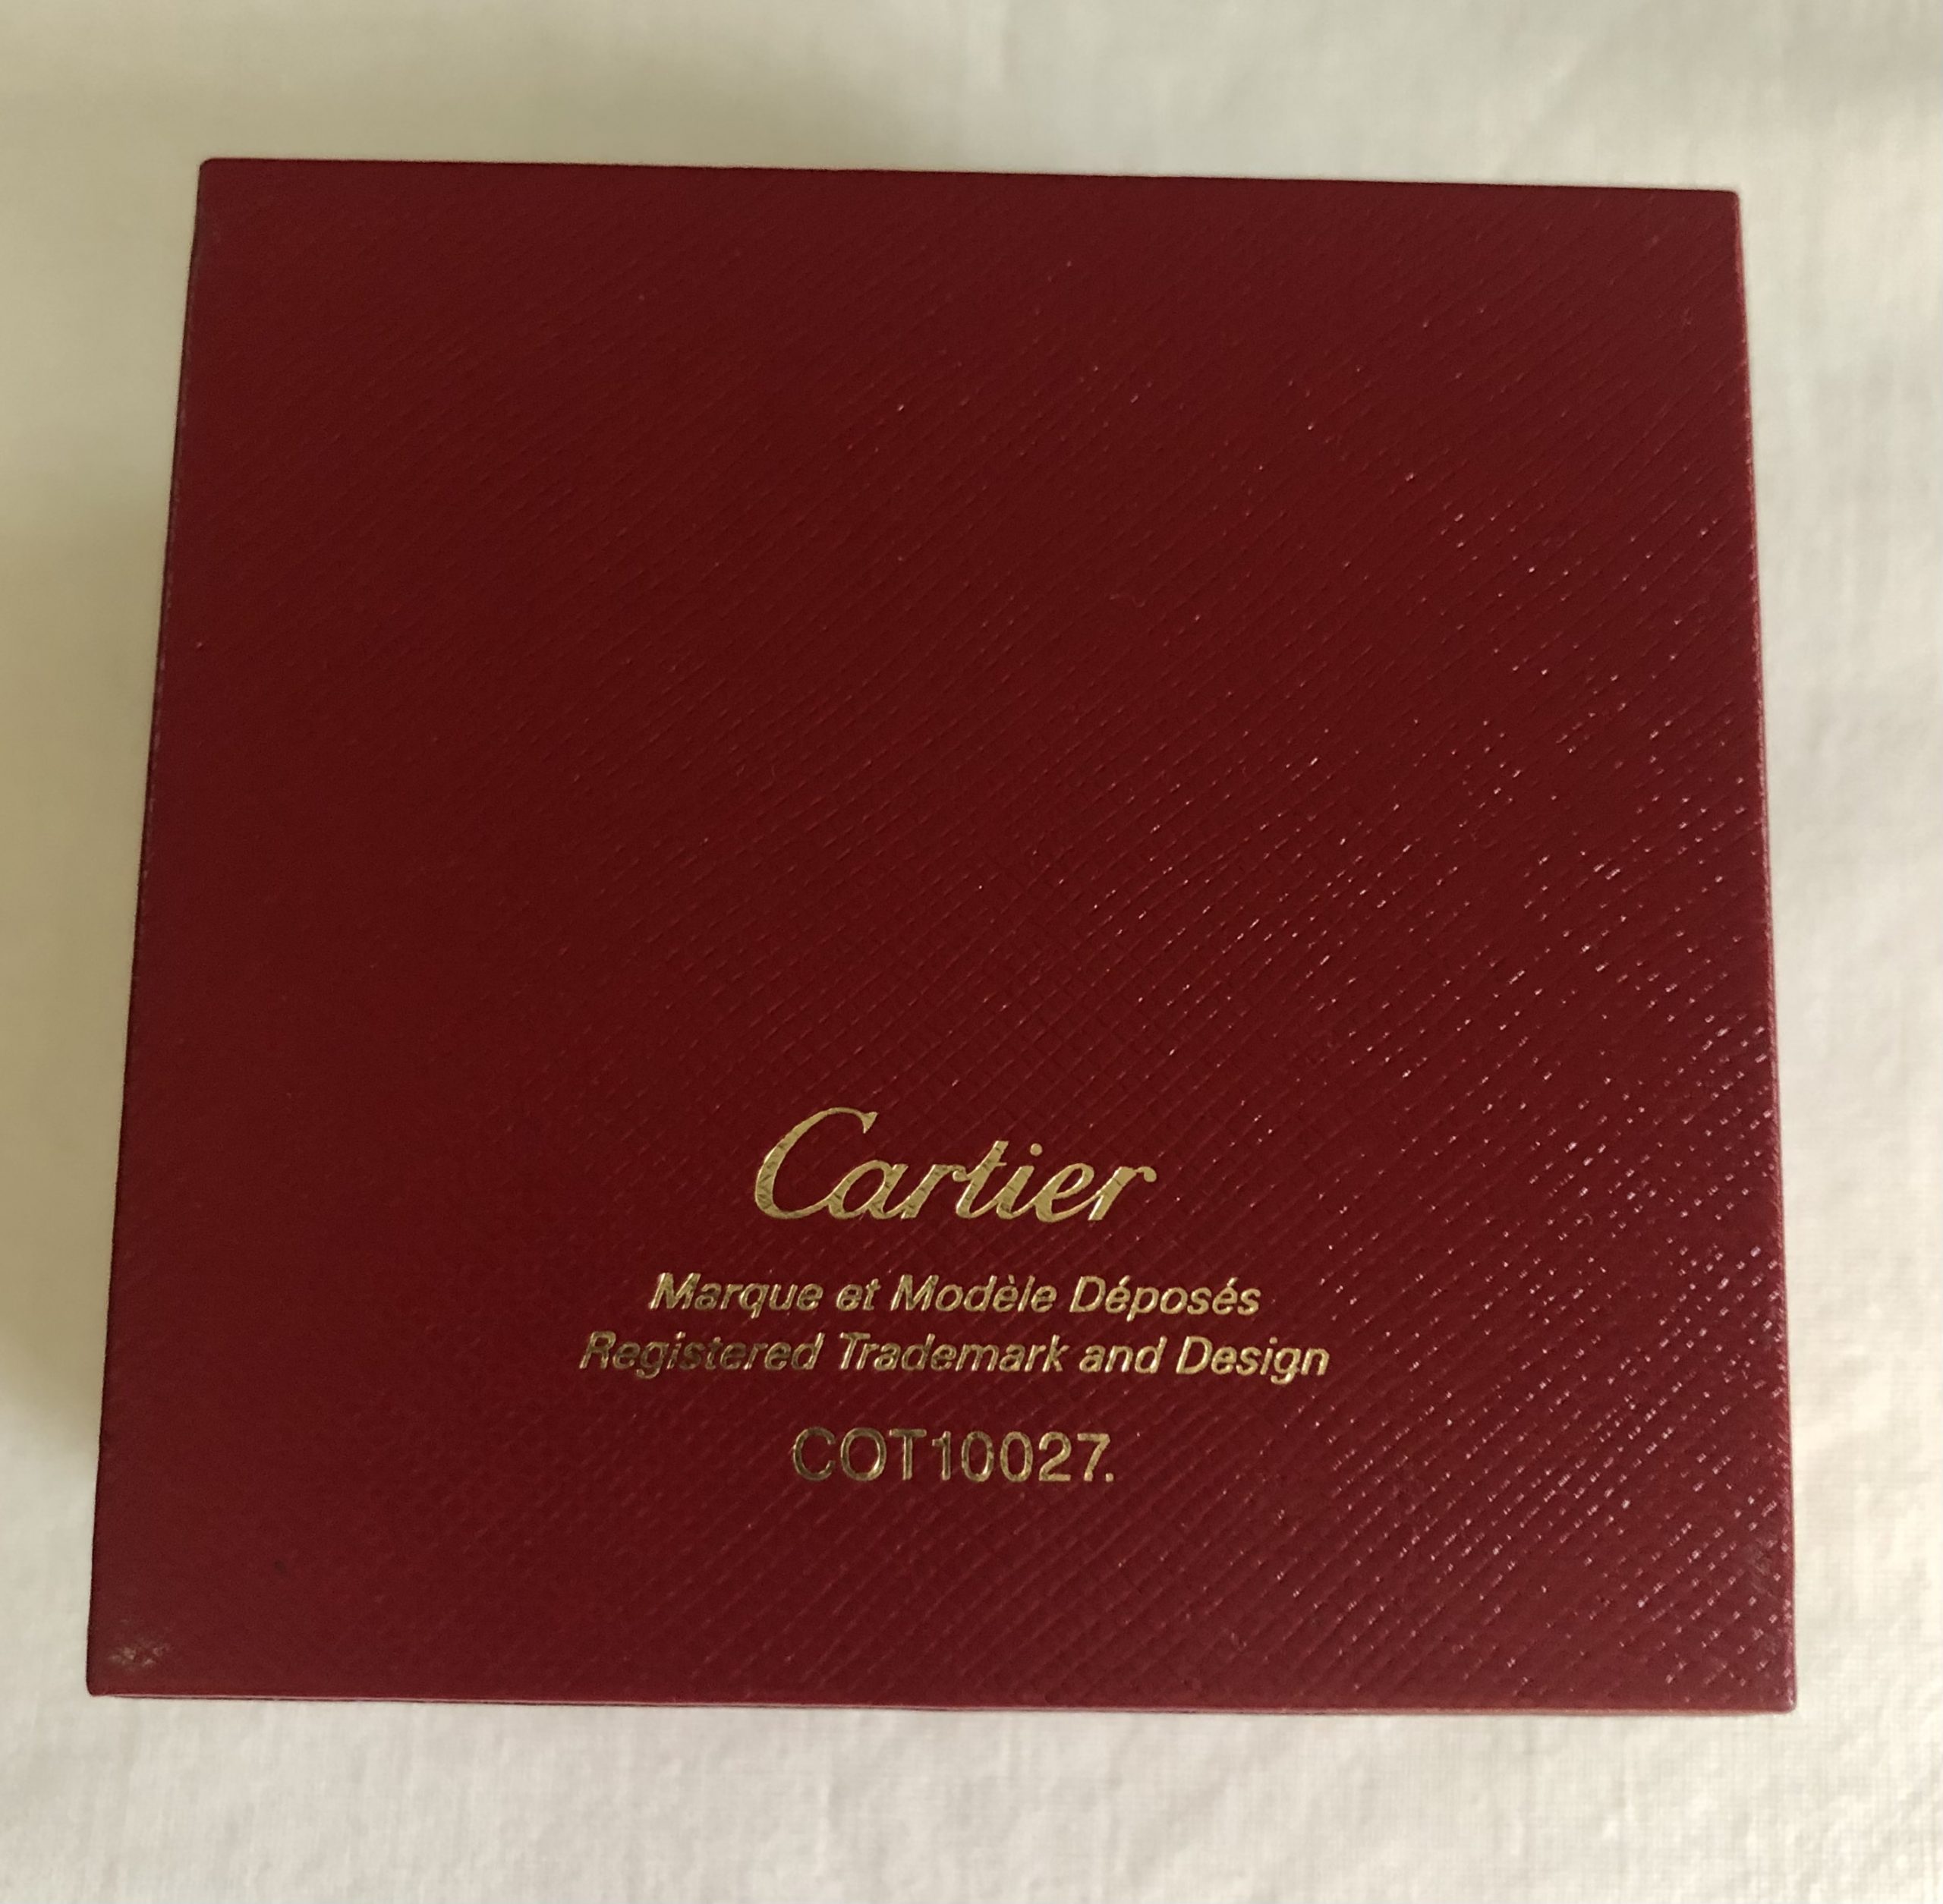 Cartier
Marque et Modèle Déposés
Registered Trademark and Design
COT10027.